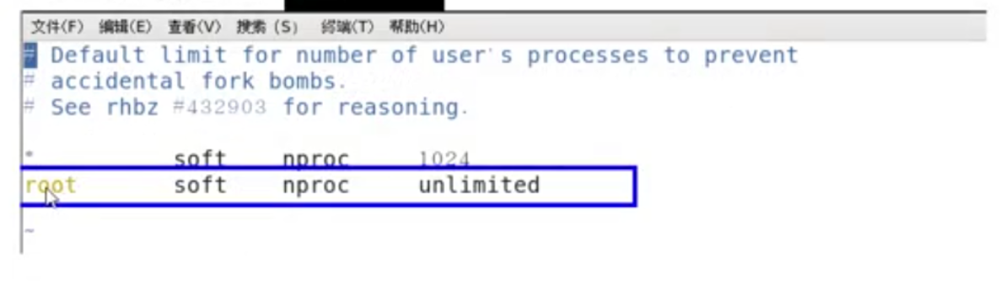 文件(F) 编辑(E) 查看(V) 搜索 (S) 终端(T) 帮助(H)
# Default limit for number of user's processes to prevent
# accidental fork bombs.
# See rhbz #432903 for reasoning.
* soft nproc 1024
root soft nproc unlimited
~